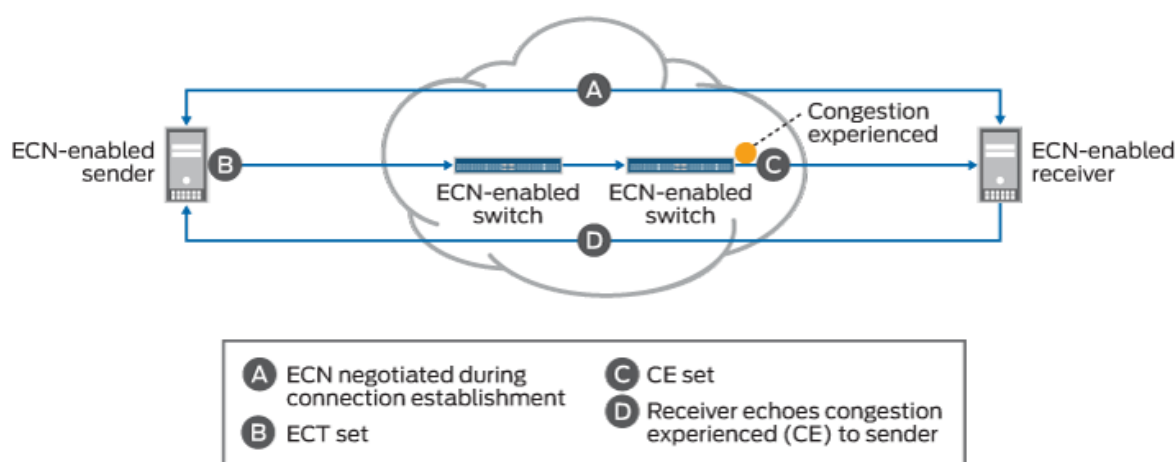 A
Congestion
experienced
ECN-enabled
sender
B
C
ECN-enabled
receiver
ECN-enabled
switch
ECN-enabled
switch
D
A ECN negotiated during
connection establishment
B ECT set
C CE set
D Receiver echoes congestion
experienced (CE) to sender